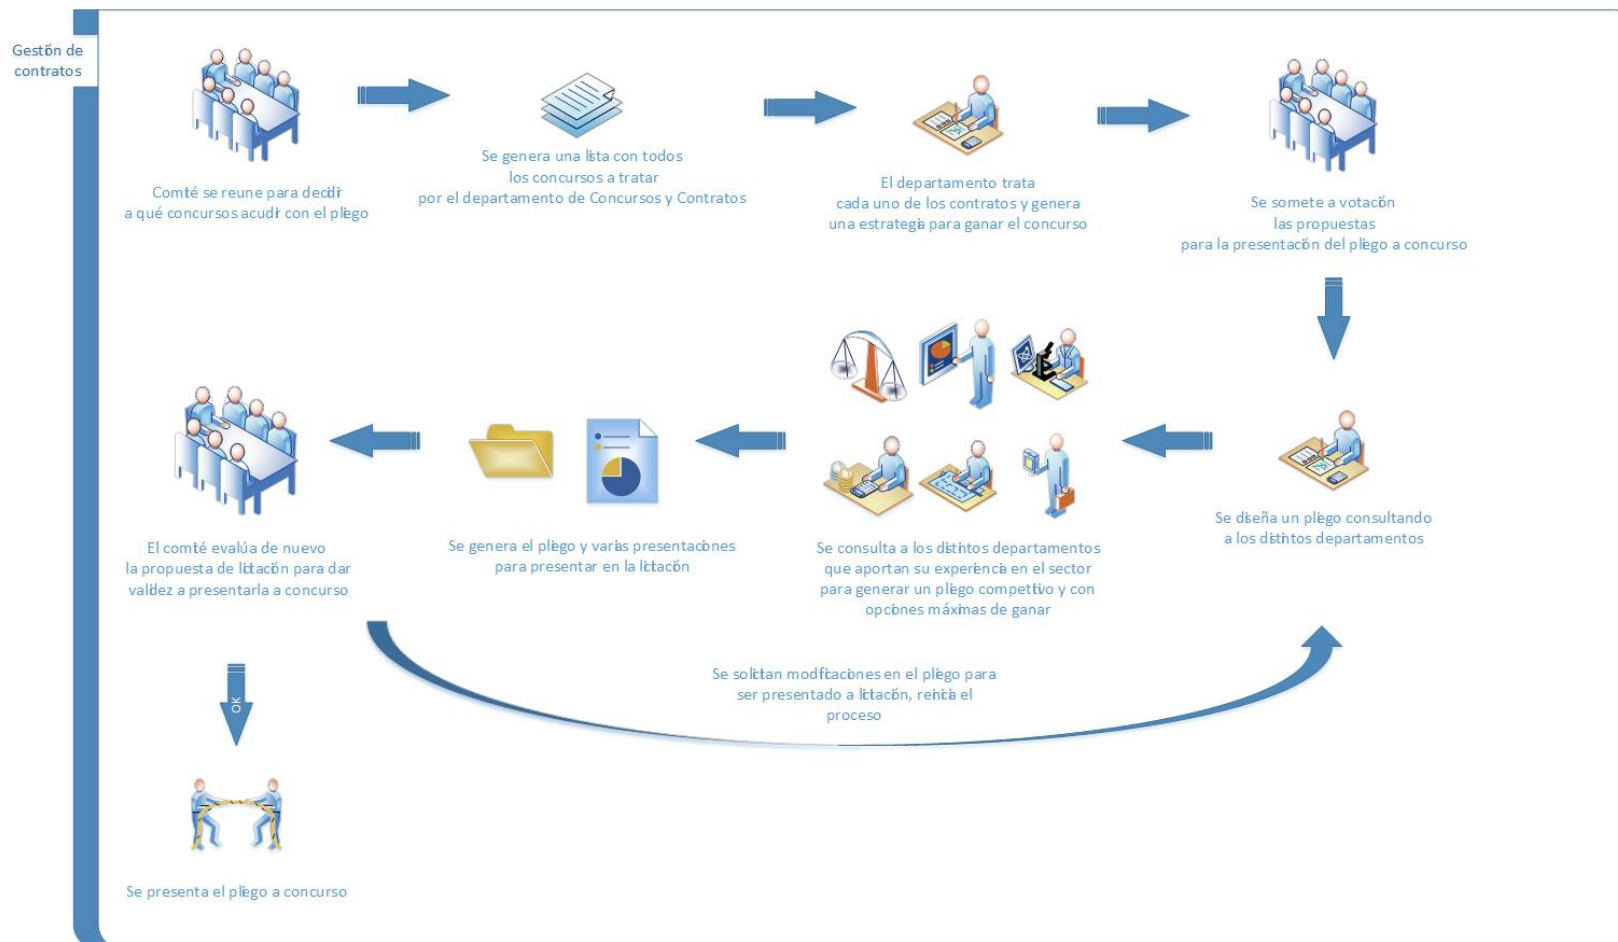 Gestión de
contratos
Comité se reune para decidir
a qué concursos acudir con el pliego
Se genera una lista con todos
los concursos a tratar
por el departamento de Concursos y Contratos
El departamento trata
cada uno de los contratos y genera
una estrategia para ganar el concurso
Se somete a votación
las propuestas
para la presentación del pliego a concurso
Se diseña un pliego consultando
a los distintos departamentos
Se consulta a los distintos departamentos
que aportan su experiencia en el sector
para generar un pliego competitivo y con
opciones máximas de ganar
Se genera el pliego y varias presentaciones
para presentar en la licitación
El comité evalúa de nuevo
la propuesta de licitación para dar
validez a presentarla a concurso
Se solicitan modificaciones en el pliego para
ser presentado a licitación, reinicia el
proceso
OK
Se presenta el pliego a concurso